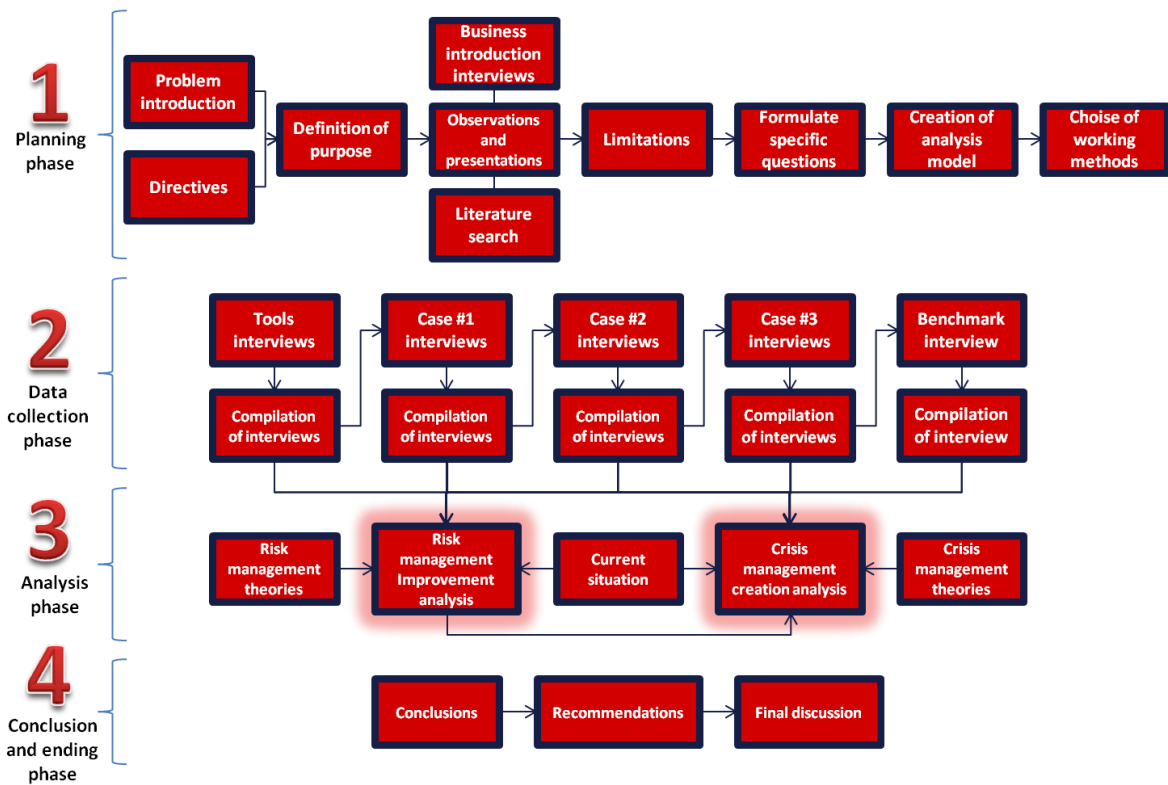 1
Planning
phase
Problem
introduction
Directives
Definition of
purpose
Business
introduction
interviews
Observations
and
presentations
Literature
search
Limitations
Formulate
specific
questions
Creation of
analysis
model
Choise of
working
methods
2
Data
collection
phase
Tools
interviews
Case #1
interviews
Case #2
interviews
Case #3
interviews
Benchmark
interview
Compilation
of interviews
Compilation
of interviews
Compilation
of interviews
Compilation
of interviews
Compilation
of interview
3
Analysis
phase
Risk
management
theories
Risk
management
Improvement
analysis
Current
situation
Crisis
management
creation analysis
Crisis
management
theories
4
Conclusion
and ending
phase
Conclusions
Recommendations
Final discussion